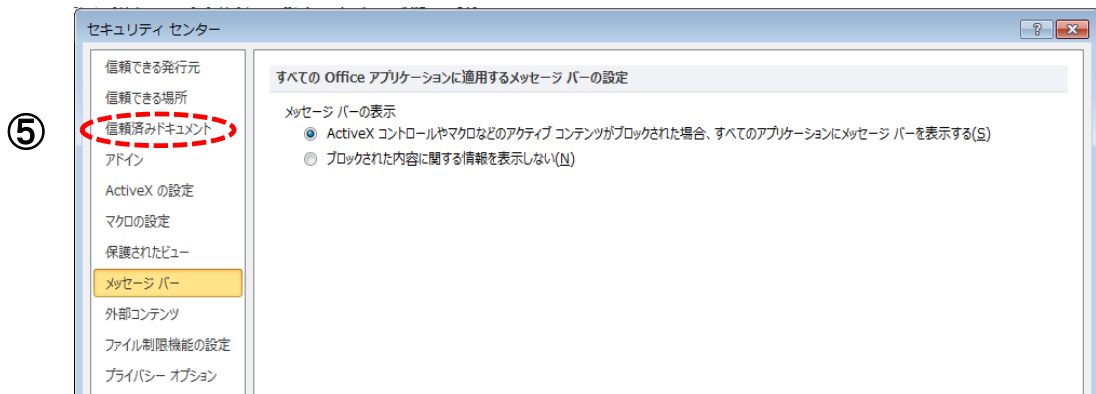 セキュリティ センター
信頼できる発行元
信頼できる場所
⑤
信頼済みドキュメント
アドイン
ActiveX の設定
マクロの設定
保護されたビュー
メッセージ バー
外部コンテンツ
ファイル制限機能の設定
プライバシー オプション
すべての Office アプリケーションに適用するメッセージ バーの設定
メッセージ バーの表示
ActiveX コントロールやマクロなどのアクティブ コンテンツがブロックされた場合、すべてのアプリケーションにメッセージ バーを表示する(S)
ブロックされた内容に関する情報を表示しない(N)